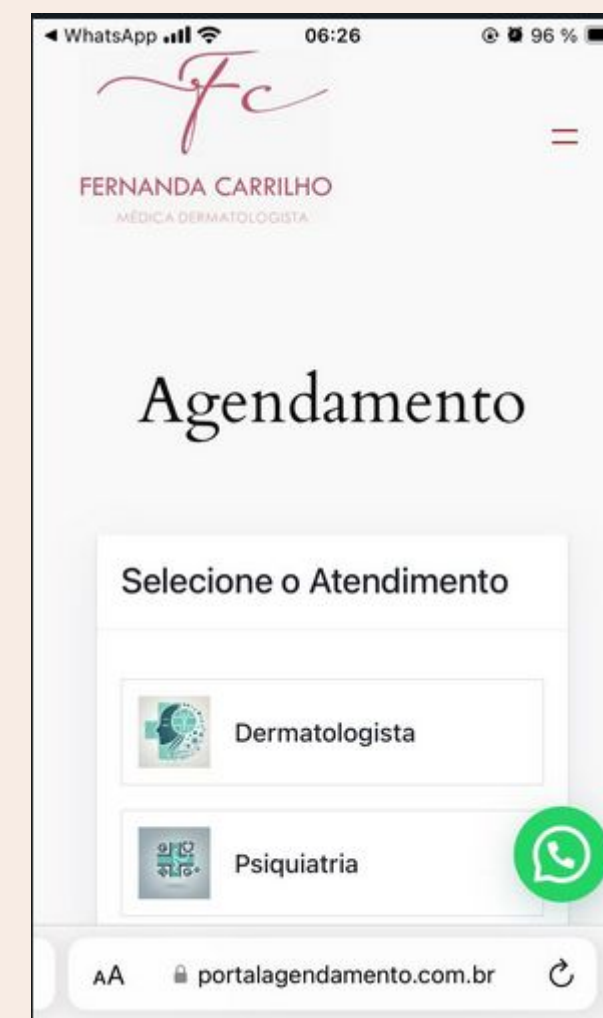 WhatsApp 06:26 96 %
Fc
FERNANDA CARRILHO
MÉDICA DERMATOLOGISTA
Agendamento
Selecione o Atendimento
Dermatologista
Psiquiatria
AA portalagendamento.com.br